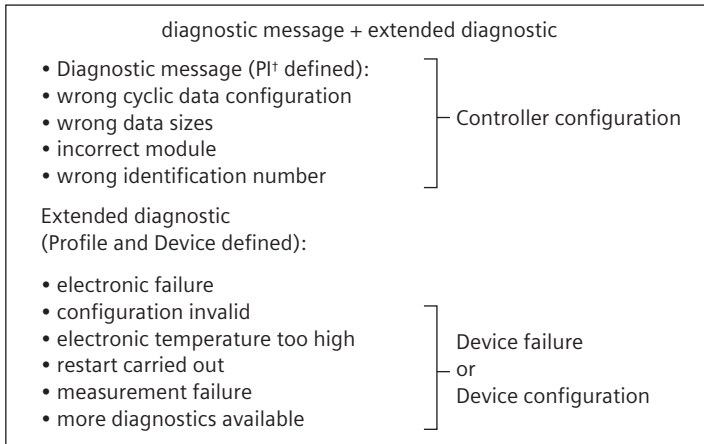 diagnostic message + extended diagnostic
• Diagnostic message (PI† defined):
• wrong cyclic data configuration
• wrong data sizes
• incorrect module
• wrong identification number
Controller configuration
Extended diagnostic
(Profile and Device defined):
• electronic failure
• configuration invalid
• electronic temperature too high
• restart carried out
• measurement failure
• more diagnostics available
Device failure
or
Device configuration